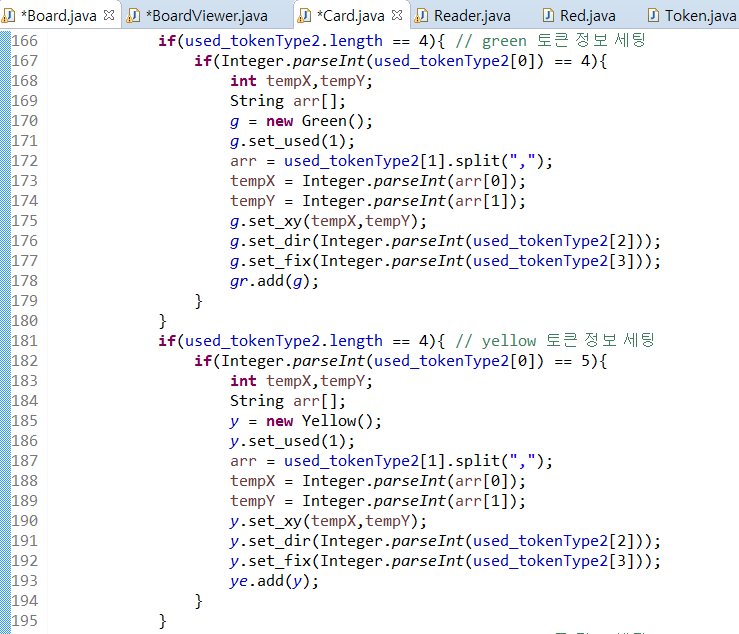 *Board.java *BoardViewer.java *Card.java Reader.java Red.java Token.java
166 if(used_tokenType2.length == 4){ // green 토큰 정보 세팅
167 if(Integer.parseInt(used_tokenType2[0]) == 4){
168 int tempX,tempY;
169 String arr[];
170 g = new Green();
171 g.set_used(1);
172 arr = used_tokenType2[1].split(",");
173 tempX = Integer.parseInt(arr[0]);
174 tempY = Integer.parseInt(arr[1]);
175 g.set_xy(tempX,tempY);
176 g.set_dir(Integer.parseInt(used_tokenType2[2]));
177 g.set_fix(Integer.parseInt(used_tokenType2[3]));
178 gr.add(g);
179 }
180 }
181 if(used_tokenType2.length == 4){ // yellow 토큰 정보 세팅
182 if(Integer.parseInt(used_tokenType2[0]) == 5){
183 int tempX,tempY;
184 String arr[];
185 y = new Yellow();
186 y.set_used(1);
187 arr = used_tokenType2[1].split(",");
188 tempX = Integer.parseInt(arr[0]);
189 tempY = Integer.parseInt(arr[1]);
190 y.set_xy(tempX,tempY);
191 y.set_dir(Integer.parseInt(used_tokenType2[2]));
192 y.set_fix(Integer.parseInt(used_tokenType2[3]));
193 ye.add(y);
194 }
195 }